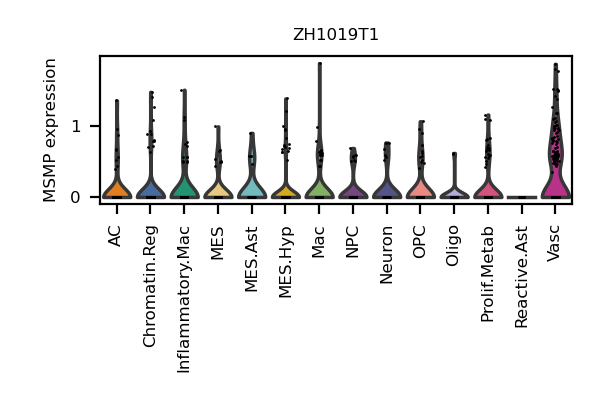 ZH1019T1
MSMP expression
1
0
AC
Chromatin.Reg
Inflammatory.Mac
MES
MES.Ast
MES.Hyp
Mac
NPC
Neuron
OPC
Oligo
Prolif.Metab
Reactive.Ast
Vasc